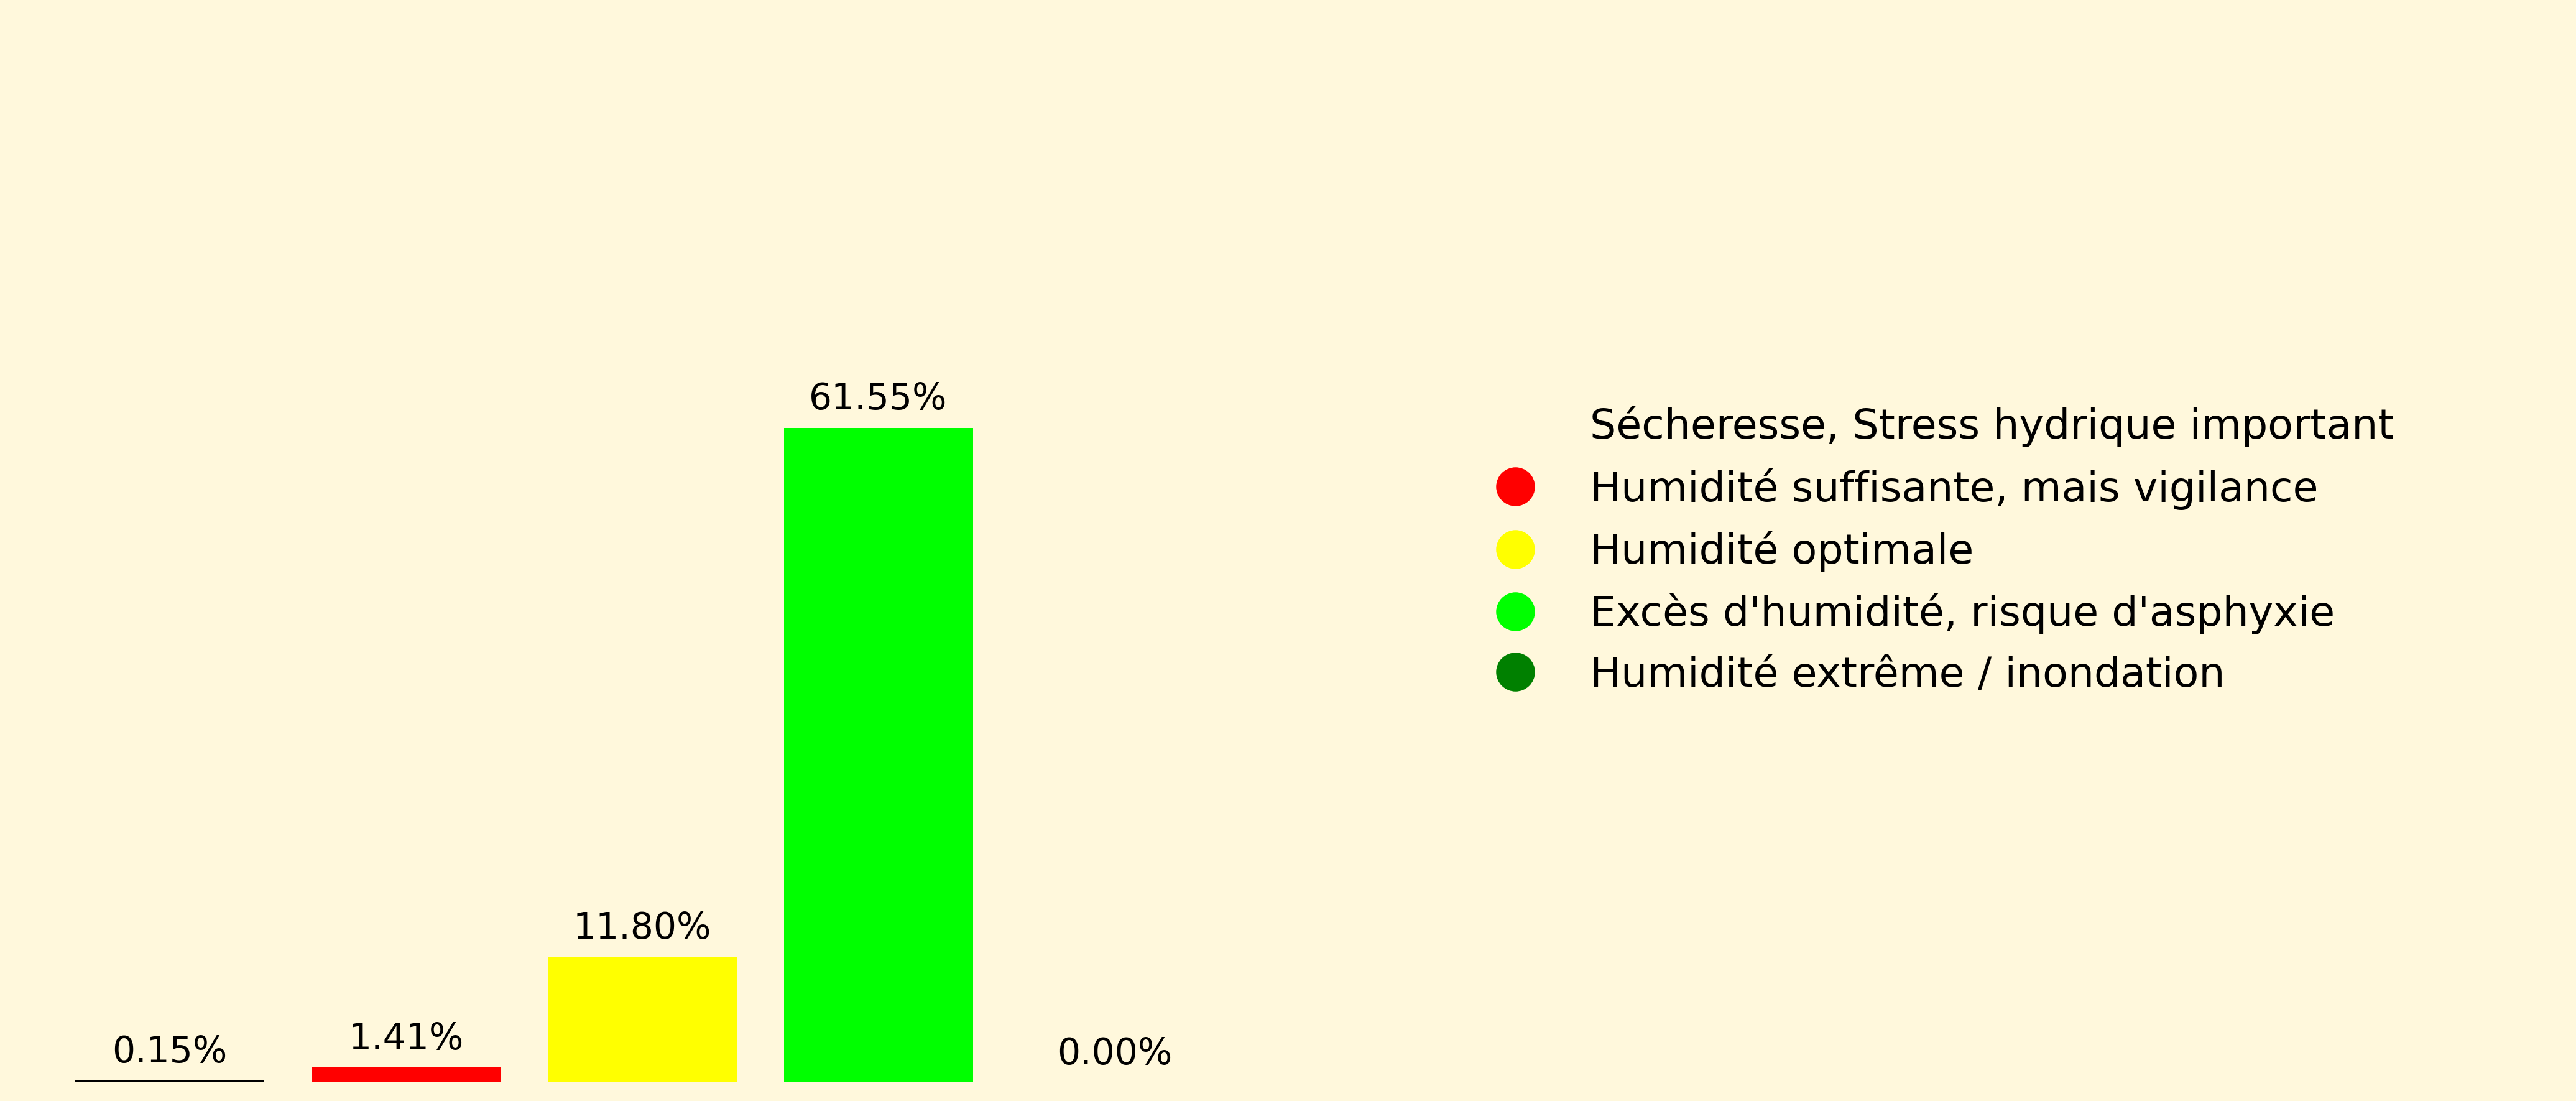 61.55%
11.80%
1.41%
0.15%
0.00%
Sécheresse, Stress hydrique important
Humidité suffisante, mais vigilance
Humidité optimale
Excès d'humidité, risque d'asphyxie
Humidité extrême / inondation